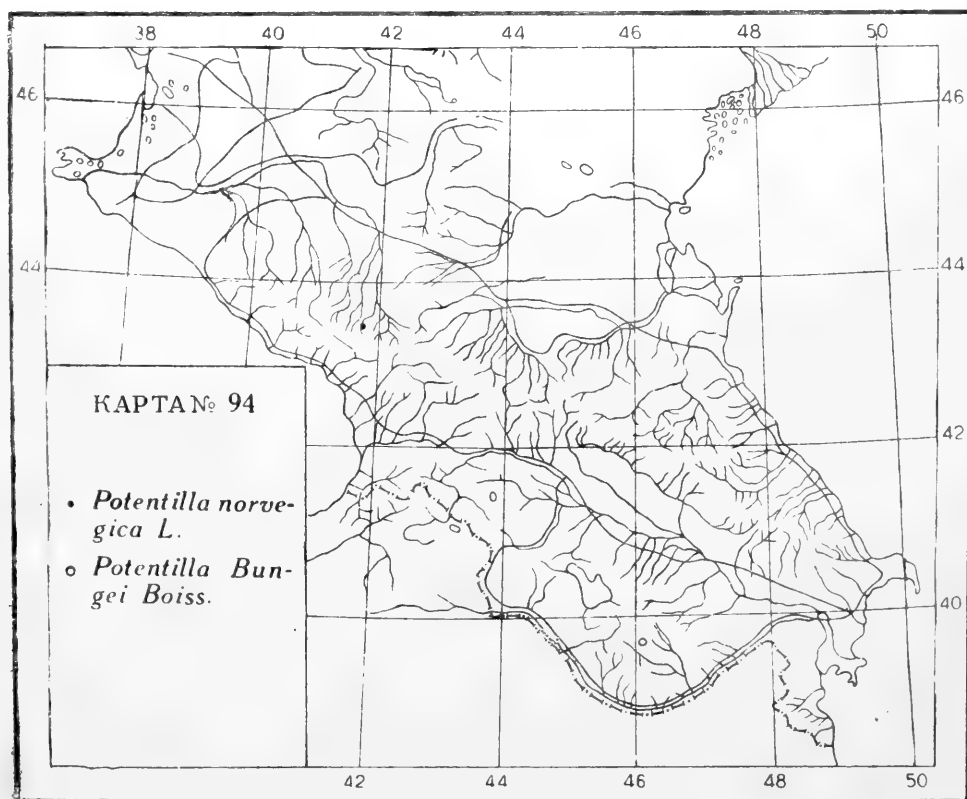 38 40 42 44 46 48 50
46 46
44 44
КАРТА № 94
42
• Potentilla norve-
gica L.
○ Potentilla Bun-
gei Boiss.
40
42 44 46 48 50